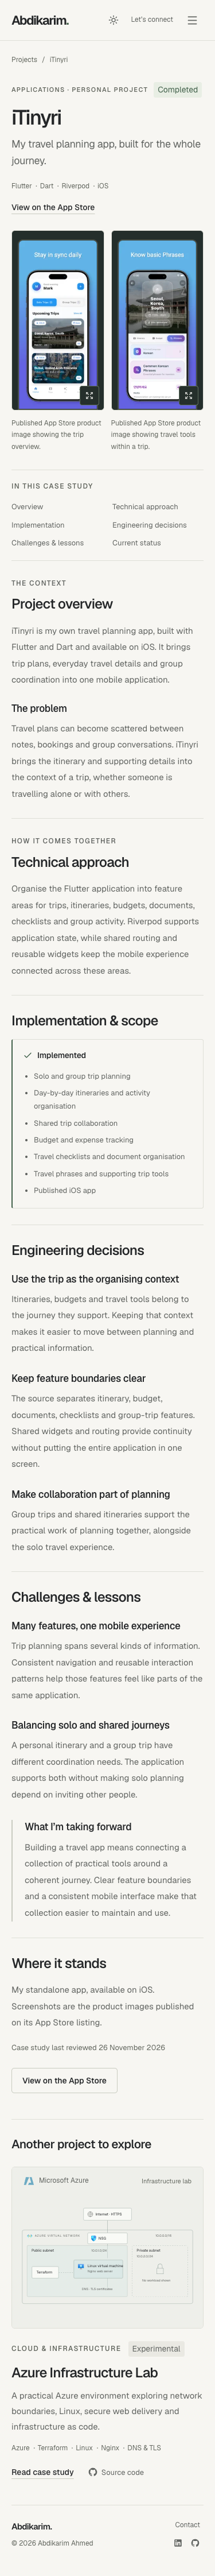 Abdikarim.
Let's connect
Projects / iTinyri
APPLICATIONS · PERSONAL PROJECT
Completed
iTinyri
My travel planning app, built for the whole
journey.
Flutter · Dart · Riverpod · iOS
View on the App Store
Stay in sync daily
Know basic Phrases
Published App Store product
image showing the trip
overview.
Published App Store product
image showing travel tools
within a trip.
IN THIS CASE STUDY
Overview
Technical approach
Implementation
Engineering decisions
Challenges & lessons
Current status
THE CONTEXT
Project overview
iTinyri is my own travel planning app, built with
Flutter and Dart and available on iOS. It brings
trip plans, everyday travel details and group
coordination into one mobile application.
The problem
Travel plans can become scattered between
notes, bookings and group conversations. iTinyri
brings the itinerary and supporting details into
the context of a trip, whether someone is
travelling alone or with others.
HOW IT COMES TOGETHER
Technical approach
Organise the Flutter application into feature
areas for trips, itineraries, budgets, documents,
checklists and group activity. Riverpod supports
application state, while shared routing and
reusable widgets keep the mobile experience
connected across these areas.
Implementation & scope
Implemented
• Solo and group trip planning
• Day-by-day itineraries and activity
organisation
• Shared trip collaboration
• Budget and expense tracking
• Travel checklists and document organisation
• Travel phrases and supporting trip tools
• Published iOS app
Engineering decisions
Use the trip as the organising context
Itineraries, budgets and travel tools belong to
the journey they support. Keeping that context
makes it easier to move between planning and
practical information.
Keep feature boundaries clear
The source separates itinerary, budget,
documents, checklists and group-trip features.
Shared widgets and routing provide continuity
without putting the entire application in one
screen.
Make collaboration part of planning
Group trips and shared itineraries support the
practical work of planning together, alongside
the solo travel experience.
Challenges & lessons
Many features, one mobile experience
Trip planning spans several kinds of information.
Consistent navigation and reusable interaction
patterns help those features feel like parts of the
same application.
Balancing solo and shared journeys
A personal itinerary and a group trip have
different coordination needs. The application
supports both without making solo planning
depend on inviting other people.
What I'm taking forward
Building a travel app means connecting a
collection of practical tools around a
coherent journey. Clear feature boundaries
and a consistent mobile interface make that
collection easier to maintain and use.
Where it stands
My standalone app, available on iOS.
Screenshots are the product images published
on its App Store listing.
Case study last reviewed 26 November 2026
View on the App Store
Another project to explore
Microsoft Azure
Infrastructure lab
Internet · HTTPS
NSG
Public subnet
Private subnet
Terraform
Linux virtual machine
CLOUD & INFRASTRUCTURE
Experimental
Azure Infrastructure Lab
A practical Azure environment exploring network
boundaries, Linux, secure web delivery and
infrastructure as code.
Azure · Terraform · Linux · Nginx · DNS & TLS
Read case study
Source code
Abdikarim.
Contact
© 2026 Abdikarim Ahmed